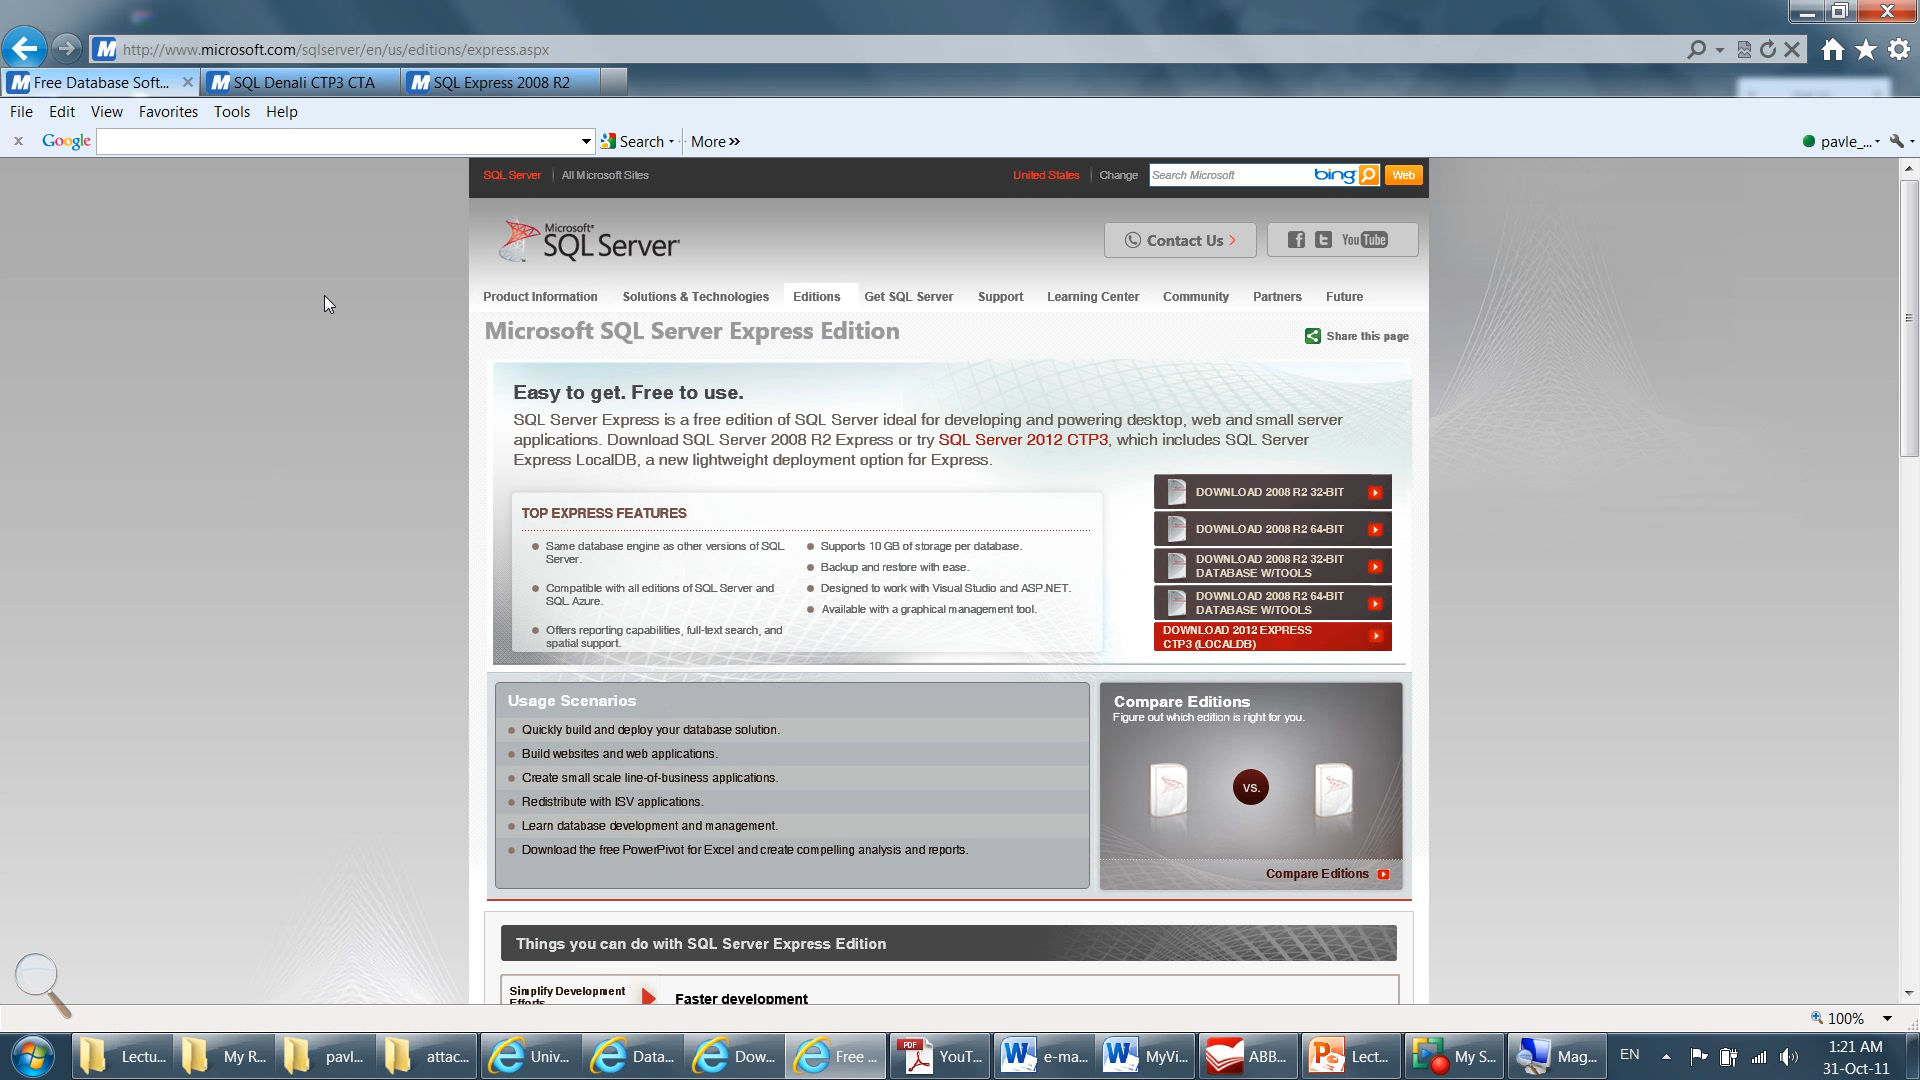 http://www.microsoft.com/sqlserver/en/us/editions/express.aspx
Free Database Soft...
SQL Denali CTP3 CTA
SQL Express 2008 R2
File Edit View Favorites Tools Help
x Google Search More »
pavle_...
SQL Server All Microsoft Sites
United States Change Search Microsoft bing Web
Microsoft®
SQL Server®
Contact Us
You Tube
Product Information Solutions & Technologies Editions Get SQL Server Support Learning Center Community Partners Future
Microsoft SQL Server Express Edition
Share this page
Easy to get. Free to use.
SQL Server Express is a free edition of SQL Server ideal for developing and powering desktop, web and small server
applications. Download SQL Server 2008 R2 Express or try SQL Server 2012 CTP3, which includes SQL Server
Express LocalDB, a new lightweight deployment option for Express.
TOP EXPRESS FEATURES
Same database engine as other versions of SQL
Server.
Compatible with all editions of SQL Server and
SQL Azure.
Offers reporting capabilities, full-text search, and
spatial support.
Supports 10 GB of storage per database.
Backup and restore with ease.
Designed to work with Visual Studio and ASP.NET.
Available with a graphical management tool.
DOWNLOAD 2008 R2 32-BIT
DOWNLOAD 2008 R2 64-BIT
DOWNLOAD 2008 R2 32-BIT
DATABASE W/TOOLS
DOWNLOAD 2008 R2 64-BIT
DATABASE W/TOOLS
DOWNLOAD 2012 EXPRESS
CTP3 (LOCALDB)
Usage Scenarios
Quickly build and deploy your database solution.
Build websites and web applications.
Create small scale line-of-business applications.
Redistribute with ISV applications.
Learn database development and management.
Download the free PowerPivot for Excel and create compelling analysis and reports.
Compare Editions
Figure out which edition is right for you.
VS.
Compare Editions
Things you can do with SQL Server Express Edition
Simplify Development
Efforts
Faster development
100%
Lectu... My R... pavl... attac... Univ... Data... Dow... Free ... YouT... e-ma... MyVi... ABB... Lect... My S... Mag... EN
1:21 AM
31-Oct-11